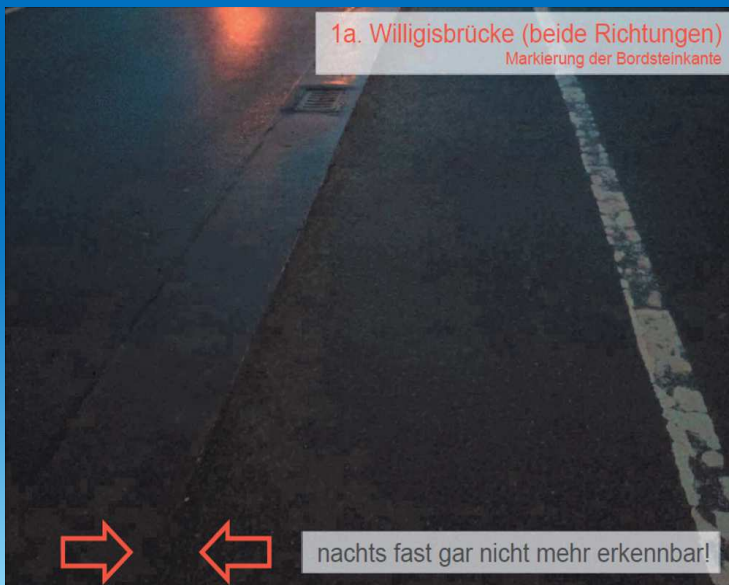 1a. Willigisbrücke (beide Richtungen)
Markierung der Bordsteinkante
nachts fast gar nicht mehr erkennbar!